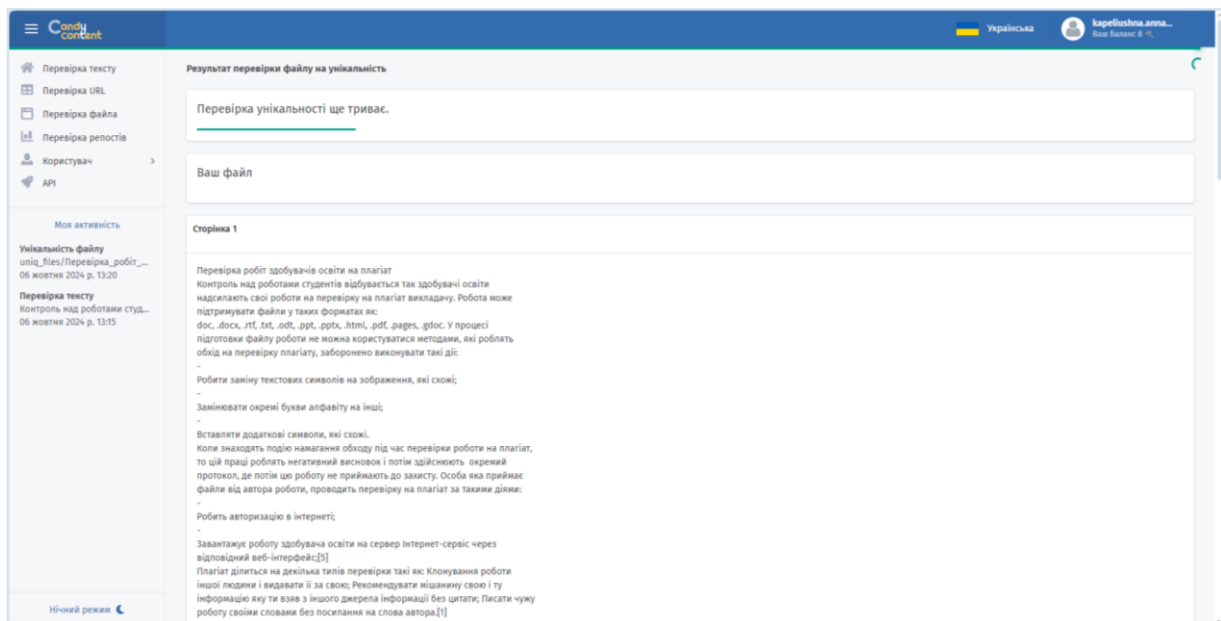 Candy content
Українська
kapeliushna.anna...
Ваш баланс 8
Перевірка тексту
Перевірка URL
Перевірка файла
Перевірка репостів
Користувач
API
Моя активність
Унікальність файлу
uniq_files/Перевірка_робіт_...
06 жовтня 2024 р. 13:20
Перевірка тексту
Контроль над роботами студ...
06 жовтня 2024 р. 13:15
Нічний режим
Результат перевірки файлу на унікальність
Перевірка унікальності ще триває.
Ваш файл
Сторінка 1
Перевірка робіт здобувачів освіти на плагіат
Контроль над роботами студентів відбувається так здобувачі освіти
надсилають свої роботи на перевірку на плагіат викладачу. Робота може
підтримувати файли у таких форматах як:
doc, .docx, .rtf, .txt, .odt, .ppt, .pptx, .html, .pdf, .pages, .gdoc. У процесі
підготовки файлу роботи не можна користуватися методами, які роблять
обхід на перевірку плагіату, заборонено виконувати такі дії:
-
Робити заміну текстових символів на зображення, які схожі;
-
Замінювати окремі букви алфавіту на інші;
-
Вставляти додаткові символи, які схожі.
Коли знаходять подію намагання обходу під час перевірки роботи на плагіат,
то цій праці роблять негативний висновок і потім здійснюють окремий
протокол, де потім цю роботу не приймають до захисту. Особа яка приймає
файли від автора роботи, проводить перевірку на плагіат за такими діями:
-
Робить авторизацію в інтернеті;
-
Завантажує роботу здобувача освіти на сервер Інтернет-сервіс через
відповідний веб-інтерфейс;[5]
Плагіат ділиться на декілька типів перевірки такі як: Клонування роботи
іншої людини і видавати її за свою; Рекомендувати мішанину свою і ту
інформацію яку ти взяв з іншого джерела інформації без цитати; Писати чужу
роботу своїми словами без посилання на слова автора.[1]